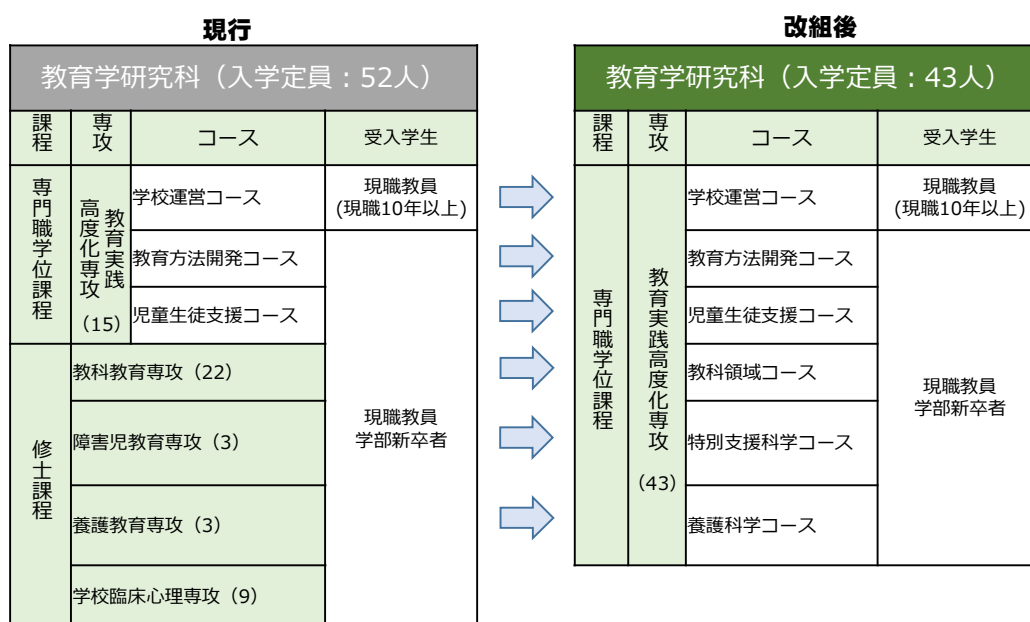 現行
教育学研究科（入学定員：52人）
課程
専攻
コース
受入学生
専門職学位課程
教育実践
高度化専攻
（15）
学校運営コース
現職教員
(現職10年以上)
教育方法開発コース
児童生徒支援コース
修士課程
教科教育専攻（22）
障害児教育専攻（3）
養護教育専攻（3）
学校臨床心理専攻（9）
現職教員
学部新卒者
改組後
教育学研究科（入学定員：43人）
課程
専攻
コース
受入学生
専門職学位課程
教育実践高度化専攻
（43）
学校運営コース
現職教員
(現職10年以上)
教育方法開発コース
児童生徒支援コース
教科領域コース
特別支援科学コース
養護科学コース
現職教員
学部新卒者